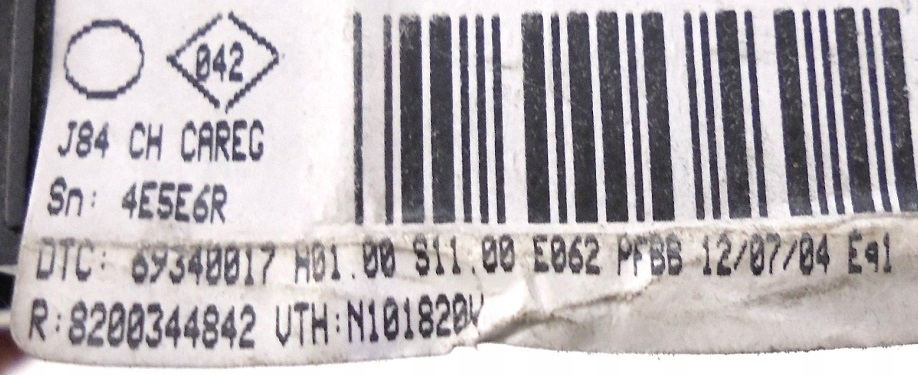 042
J84 CH CAREG
Sn: 4E5E6R
DTC: 69340017 H01.00 S11.00 E062 PFBB 12/07/04 Eq1
R:8200344842 VTH:N101820V